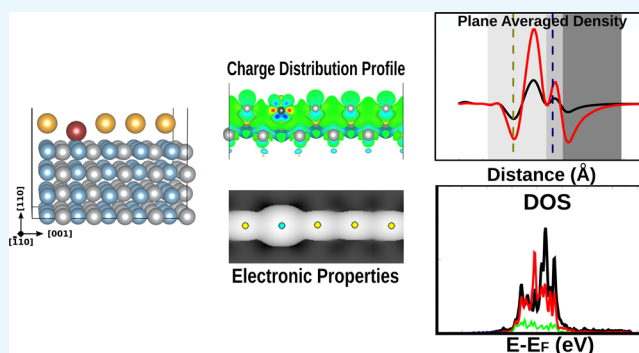 Plane Averaged Density
Charge Distribution Profile
[110]
[1̅10]
[001]
Distance (Å)
DOS
Electronic Properties
E-EF (eV)